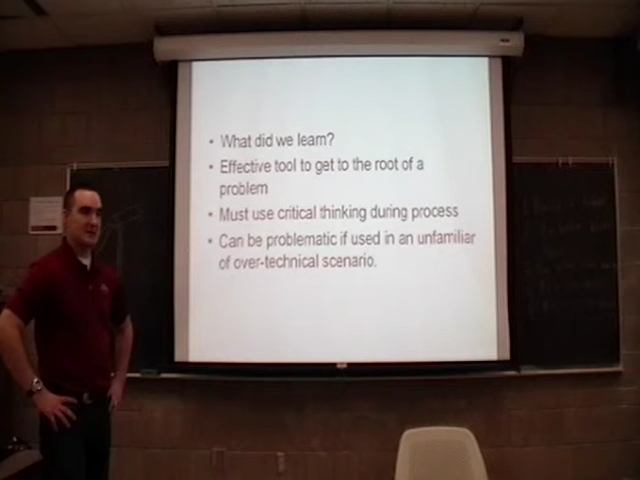 • What did we learn?
• Effective tool to get to the root of a
problem
• Must use critical thinking during process
• Can be problematic if used in an unfamiliar
of over-technical scenario.